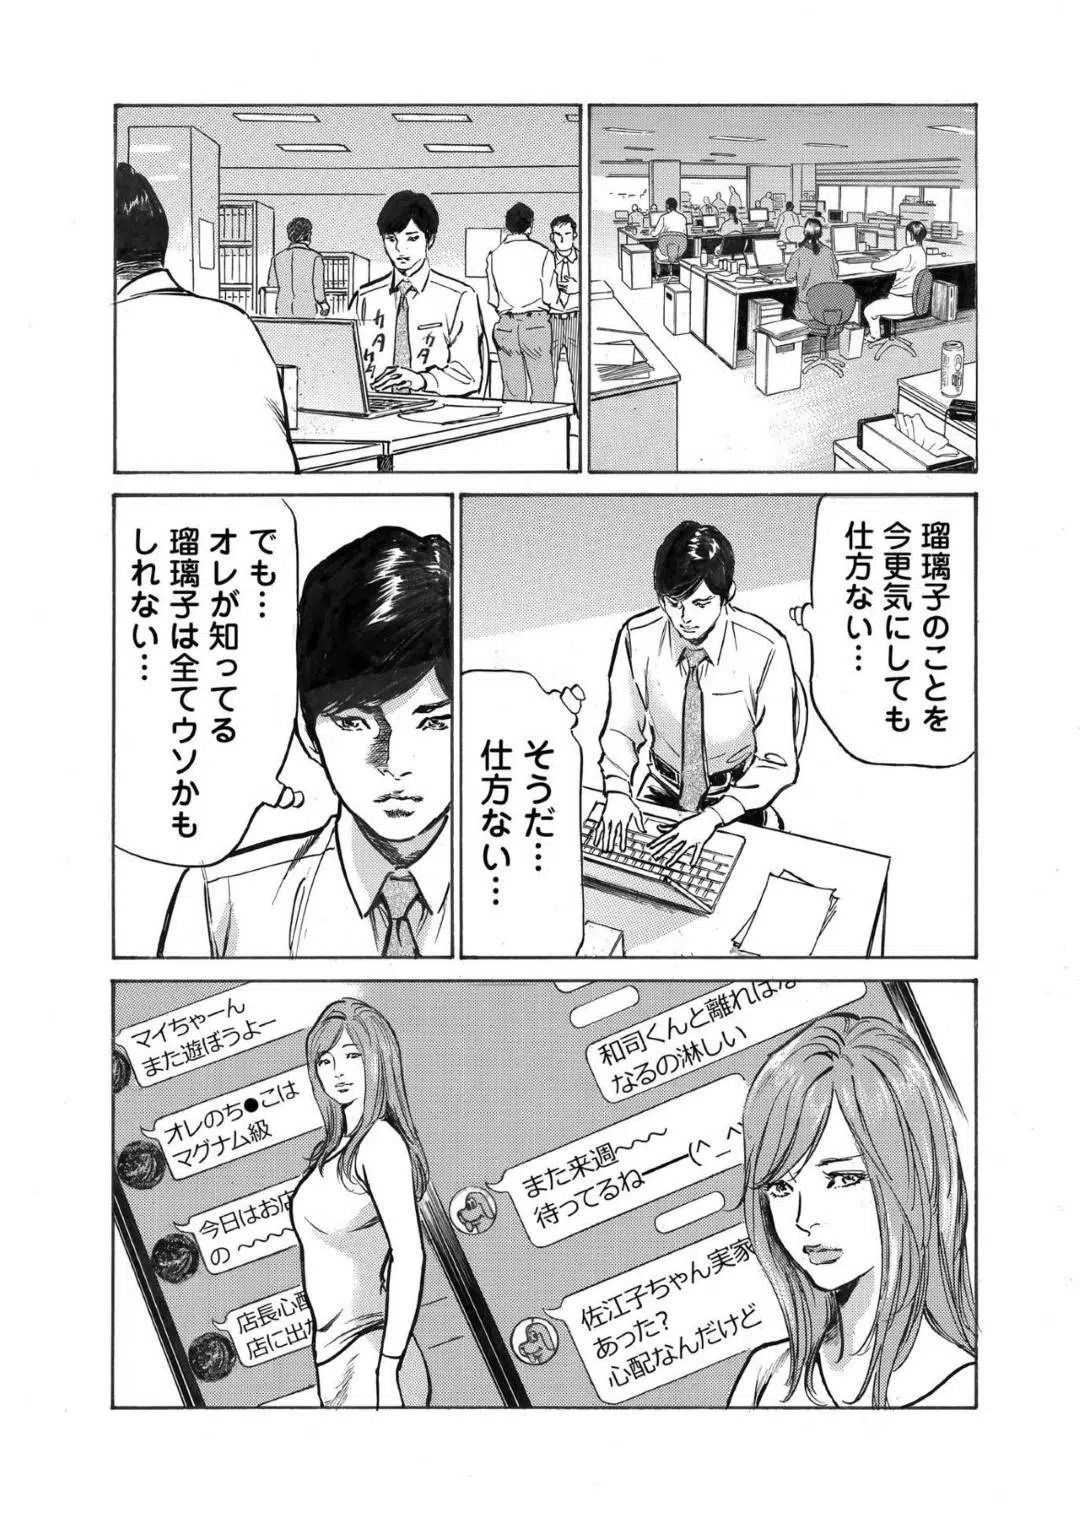 カタ
カタ
カタ
瑠璃子のことを
今更気にしても
仕方ない…
そうだ…
仕方ない…
でも…
オレが知ってる
瑠璃子は全てウソかも
しれない…
和司くんと離れ
なるの淋しい
また来週〜〜〜
待ってるねー(^_^
佐江子ちゃん実家
あった?
心配なんだけど
マイちゃーん
また遊ぼうよー
オレのち●こは
マグナム級
今日はお店
の〜〜〜
店長心配
店に出